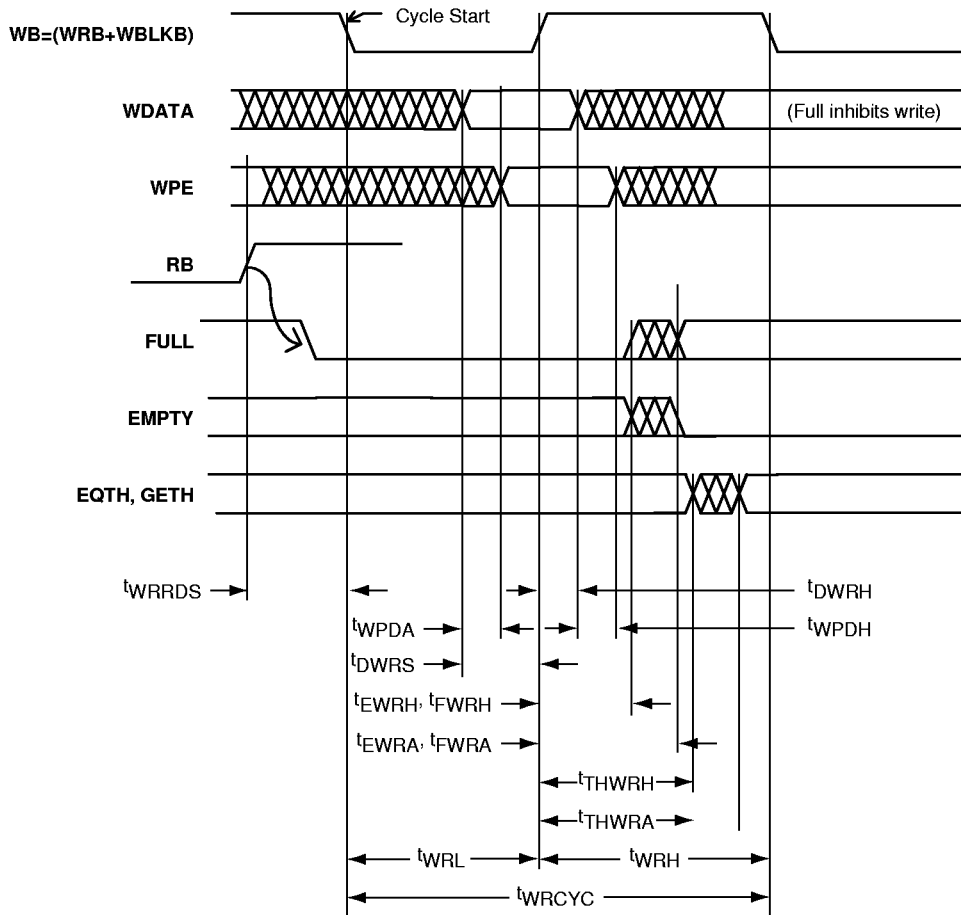 Cycle Start
WB=(WRB+WBLKB)
WDATA
(Full inhibits write)
WPE
RB
FULL
EMPTY
EQTH, GETH
tWRRDS
tDWRH
tWPDA
tWPDH
tDWRS
tEWRH, tFWRH
tEWRA, tFWRA
tTHWRH
tTHWRA
tWRL
tWRH
tWRCYC